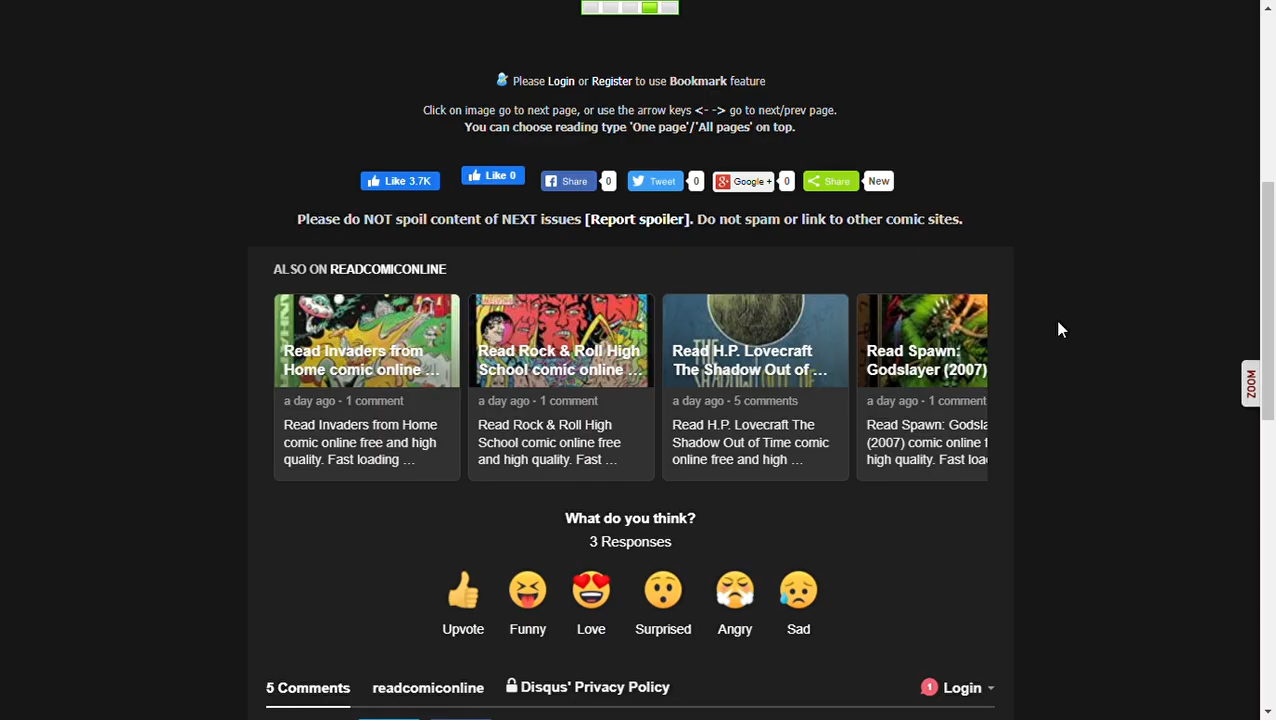 Please Login or Register to use Bookmark feature
Click on image go to next page, or use the arrow keys <- -> go to next/prev page.
You can choose reading type 'One page'/'All pages' on top.
Like 3.7K
Like 0
Share 0
Tweet 0
Google + 0
Share New
Please do NOT spoil content of NEXT issues [Report spoiler]. Do not spam or link to other comic sites.
ALSO ON READCOMICONLINE
Read Invaders from
Home comic online ...
a day ago - 1 comment
Read Invaders from Home
comic online free and high
quality. Fast loading ...
Read Rock & Roll High
School comic online ...
a day ago - 1 comment
Read Rock & Roll High
School comic online free
and high quality. Fast ...
Read H.P. Lovecraft
The Shadow Out of ...
a day ago - 5 comments
Read H.P. Lovecraft The
Shadow Out of Time comic
online free and high ...
Read Spawn:
Godslayer (2007)
a day ago - 1 comment
Read Spawn: Godsla
(2007) comic online f
high quality. Fast loa
ZOOM
What do you think?
3 Responses
Upvote
Funny
Love
Surprised
Angry
Sad
5 Comments
readcomiconline
Disqus' Privacy Policy
1
Login